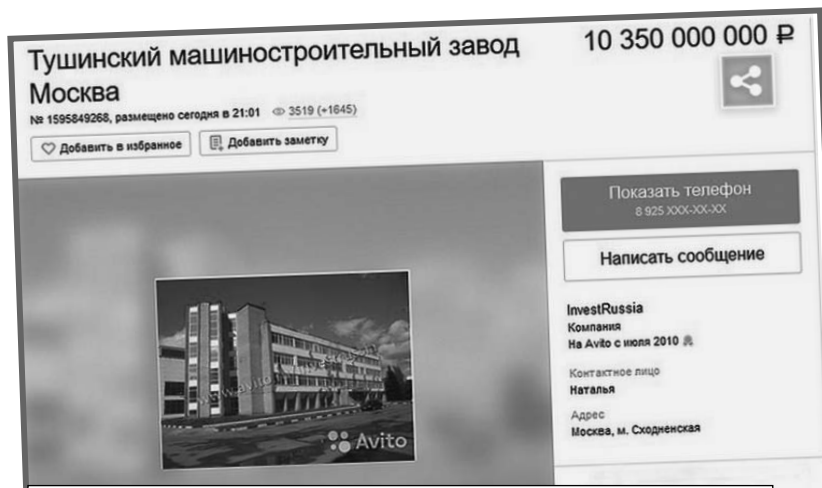 Тушинский машиностроительный завод
Москва
10 350 000 000 ₽
№ 1595849268, размещено сегодня в 21:01 3519 (+1645)
Добавить в избранное
Добавить заметку
Показать телефон
8 925 XXX-XX-XX
Написать сообщение
InvestRussia
Компания
На Avito с июля 2010
Контактное лицо
Наталья
Адрес
Москва, м. Сходненская
Avito